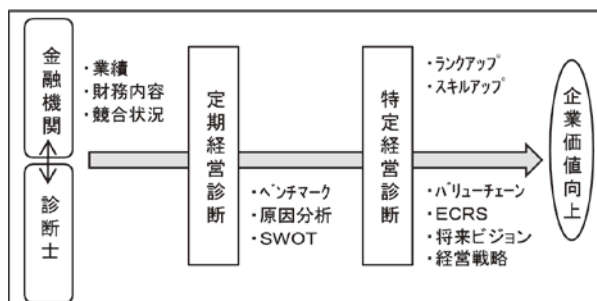 金融機関
診断士
・業績
・財務内容
・競合状況
定期経営診断
・ベンチマーク
・原因分析
・SWOT
特定経営診断
・ランクアップ
・スキルアップ
・バリューチェーン
・ECRS
・将来ビジョン
・経営戦略
企業価値向上